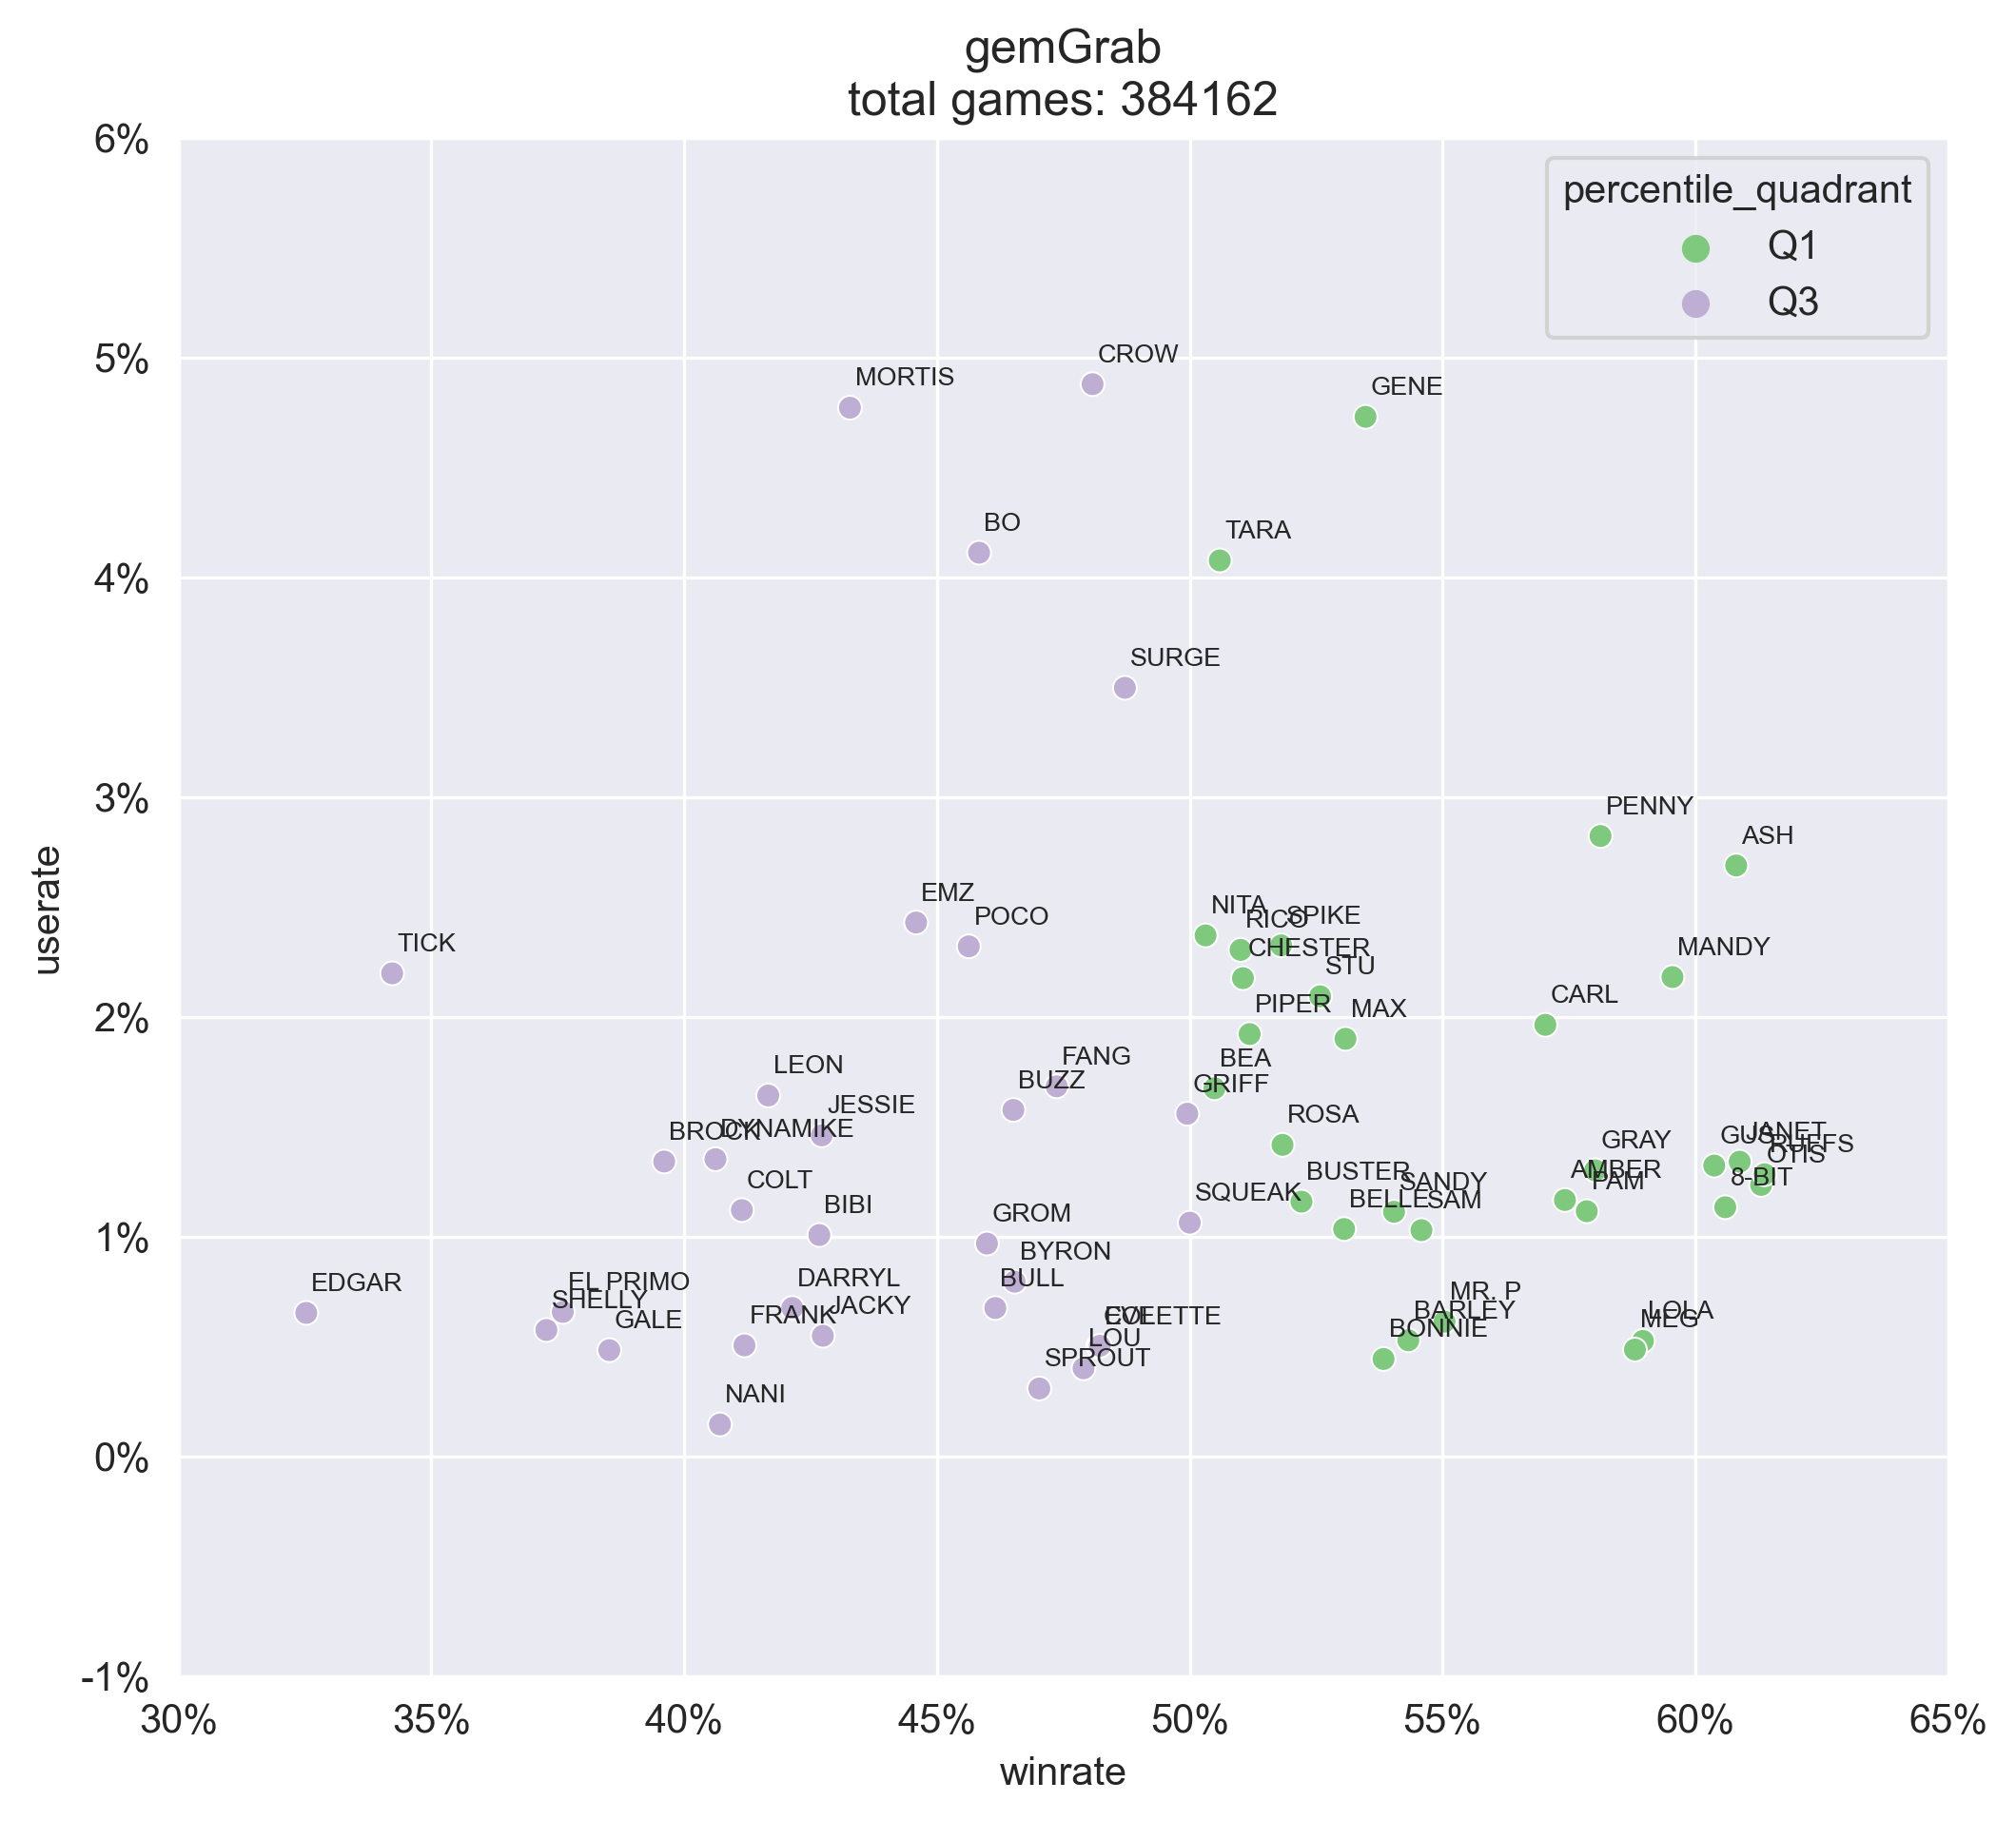 gemGrab
total games: 384162
6%
5%
4%
3%
2%
1%
0%
-1%
userate
percentile_quadrant
Q1
Q3
CROW
MORTIS
GENE
BO
TARA
SURGE
PENNY
ASH
EMZ
POCO
NITA
RICO
SPIKE
TICK
CHESTER
STU
MANDY
CARL
PIPER
MAX
LEON
FANG
BEA
BUZZ
GRIFF
JESSIE
BROCK
DYNAMIKE
ROSA
GRAY
GUS
JANET
RUFFS
OTIS
COLT
BUSTER
AMBER
PAM
8-BIT
SQUEAK
SANDY
BIBI
BELLE
SAM
GROM
BYRON
EDGAR
EL PRIMO
DARRYL
BULL
MR. P
SHELLY
GALE
FRANK
JACKY
EVE
COLETTE
BARLEY
LOLA
MEG
LOU
BONNIE
SPROUT
NANI
30%
35%
40%
45%
50%
55%
60%
65%
winrate